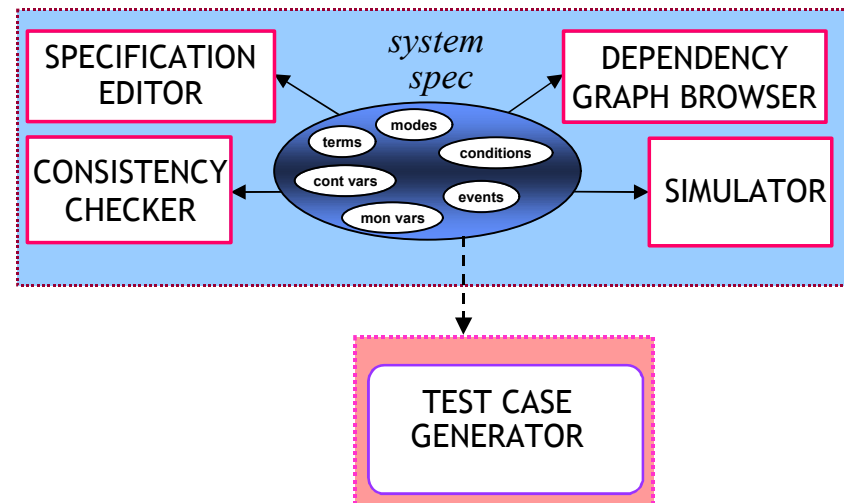 SPECIFICATION
EDITOR
system
spec
DEPENDENCY
GRAPH BROWSER
CONSISTENCY
CHECKER
modes
terms
conditions
cont vars
events
mon vars
SIMULATOR
TEST CASE
GENERATOR